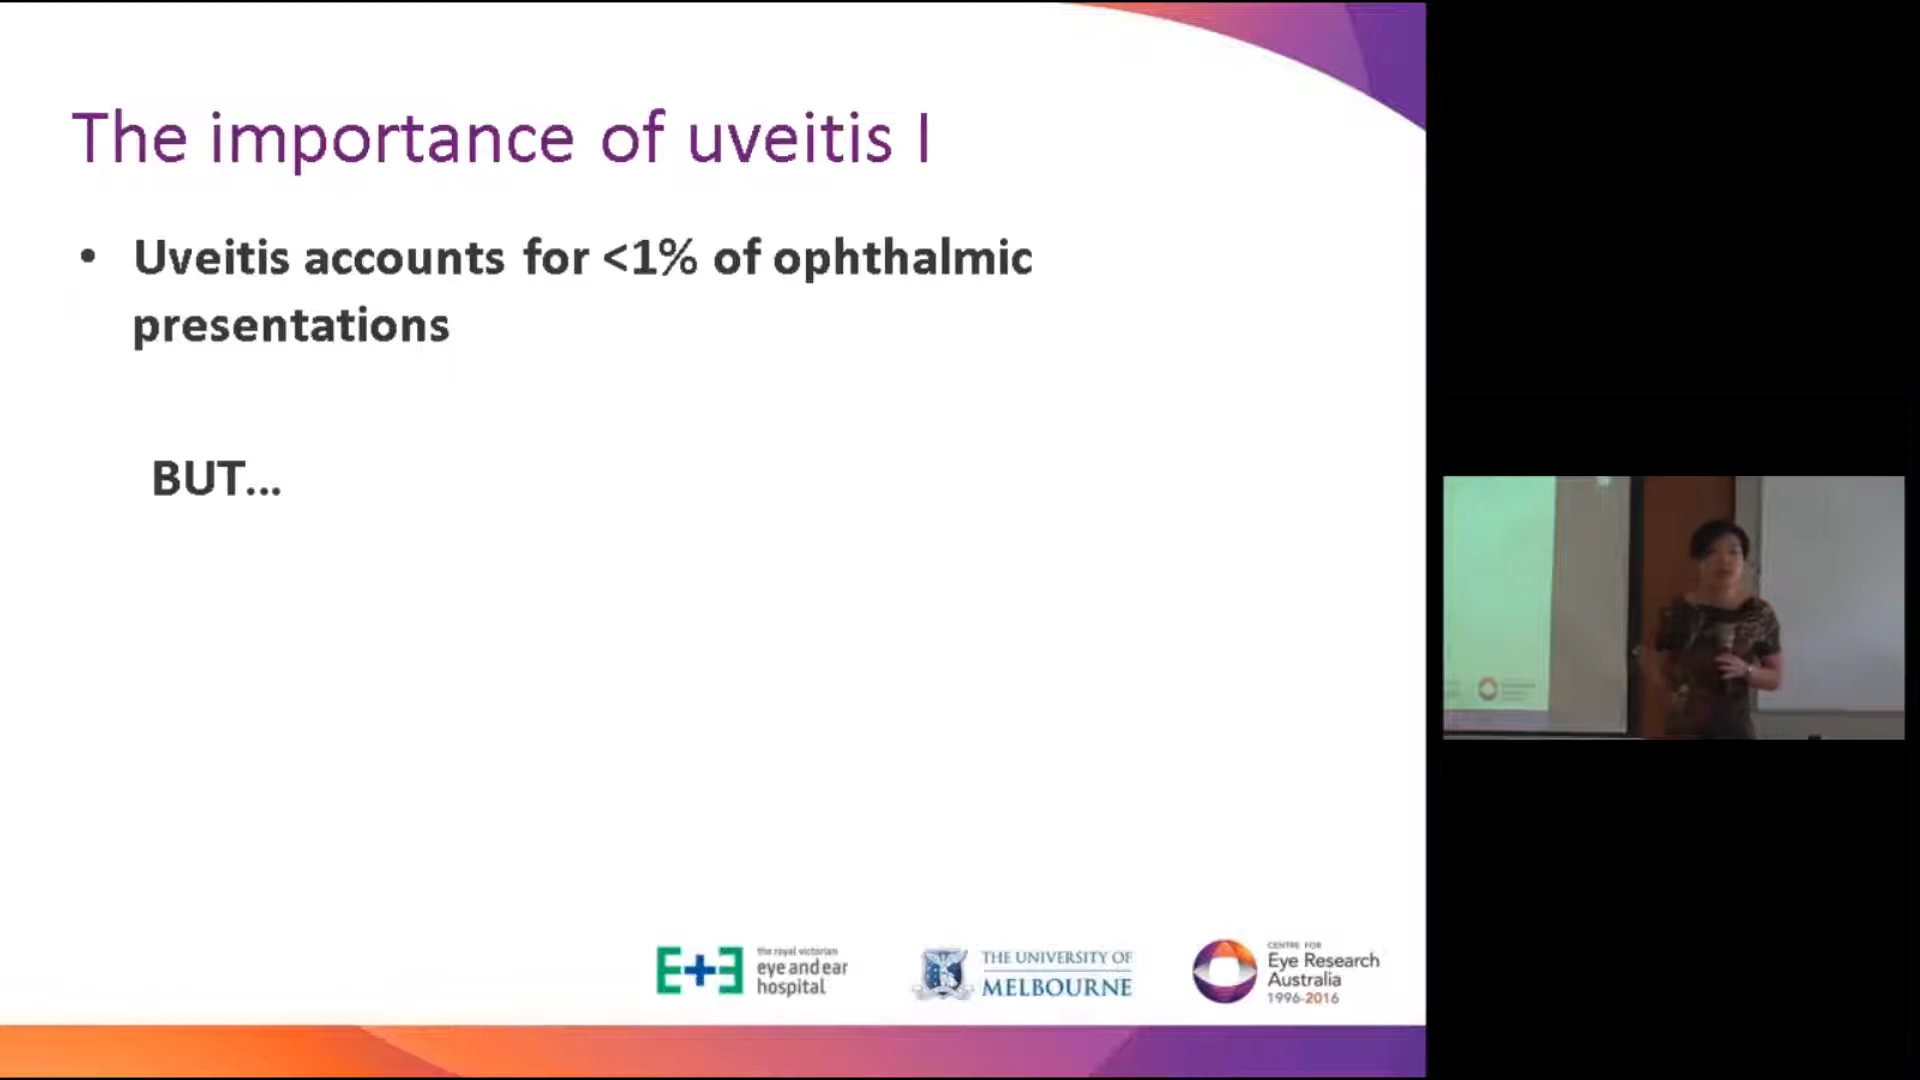 The importance of uveitis I
• Uveitis accounts for <1% of ophthalmic
presentations
BUT...
the royal victorian
eye and ear
hospital
THE UNIVERSITY OF
MELBOURNE
CENTRE FOR
Eye Research
Australia
1996-2016